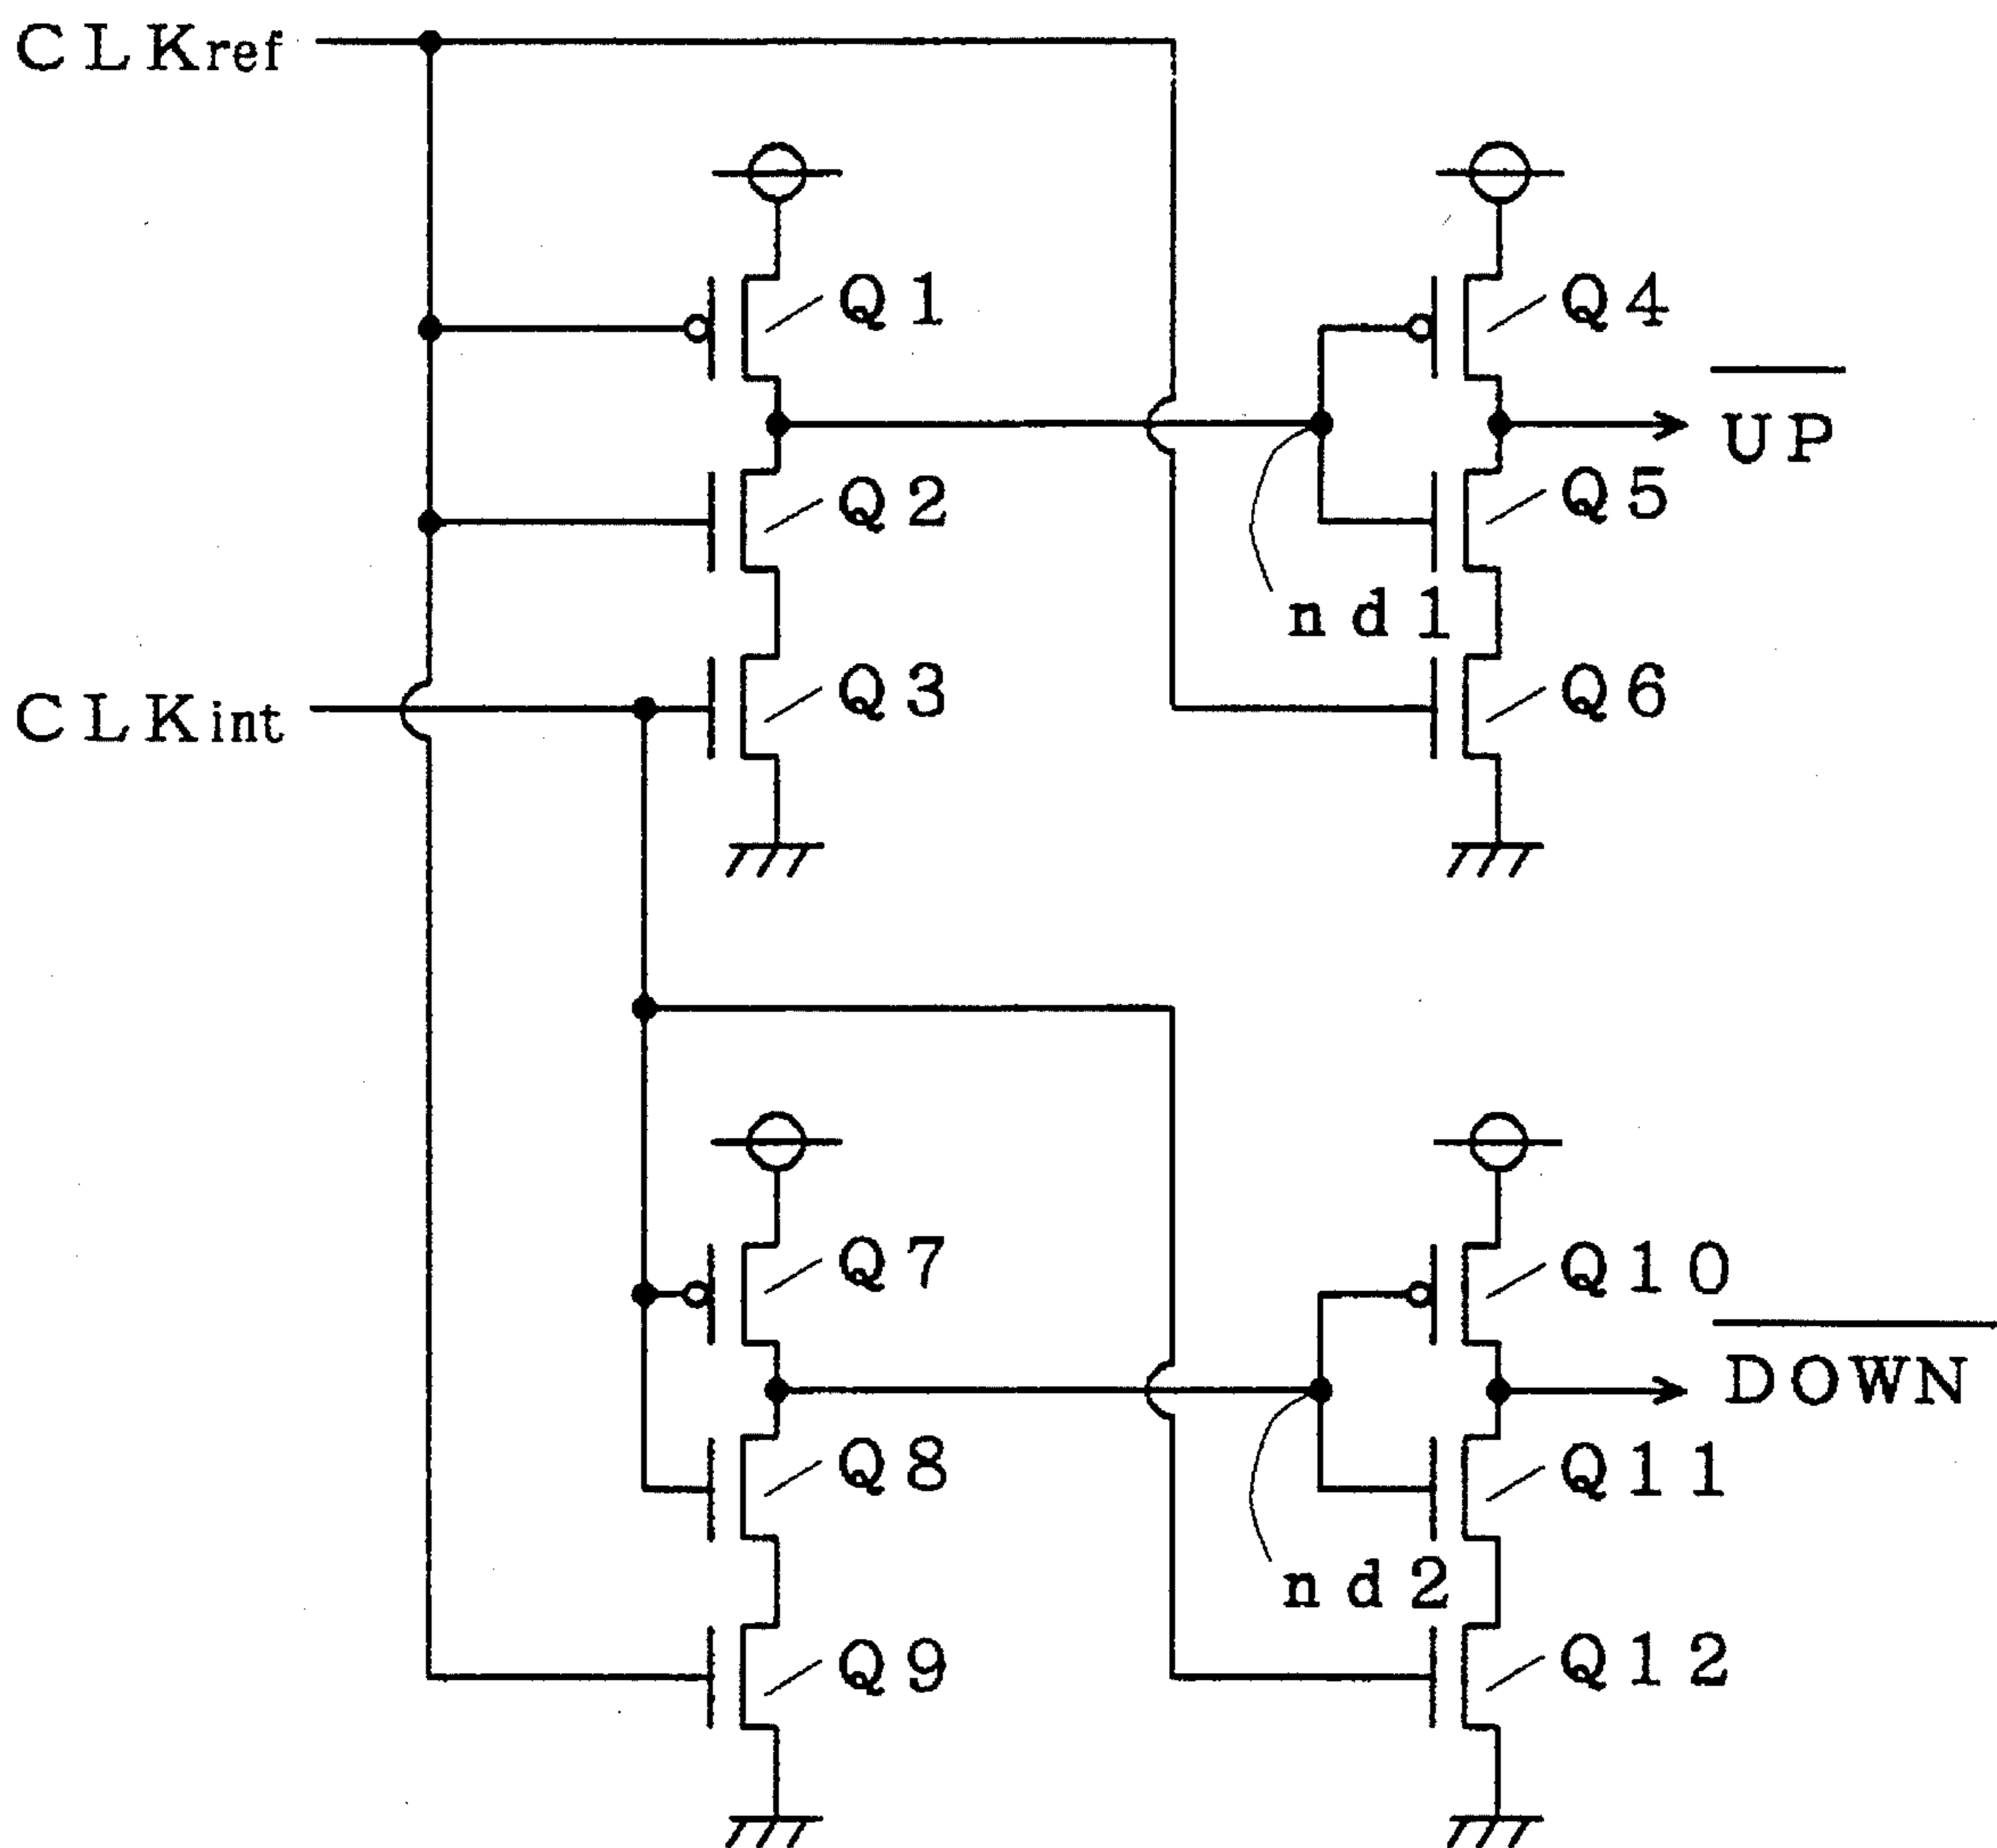 CLKref
Q1
Q4
UP
Q2
Q5
nd1
CLKint
Q3
Q6
Q7
Q10
DOWN
Q8
Q11
nd2
Q9
Q12